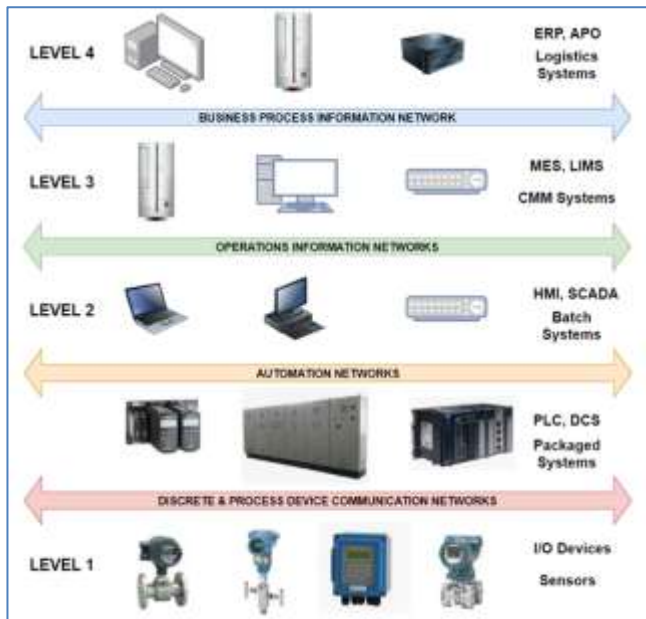 LEVEL 4
ERP, APO
Logistics
Systems
BUSINESS PROCESS INFORMATION NETWORK
LEVEL 3
MES, LIMS
CMM Systems
OPERATIONS INFORMATION NETWORKS
LEVEL 2
HMI, SCADA
Batch
Systems
AUTOMATION NETWORKS
PLC, DCS
Packaged
Systems
DISCRETE & PROCESS DEVICE COMMUNICATION NETWORKS
LEVEL 1
I/O Devices
Sensors